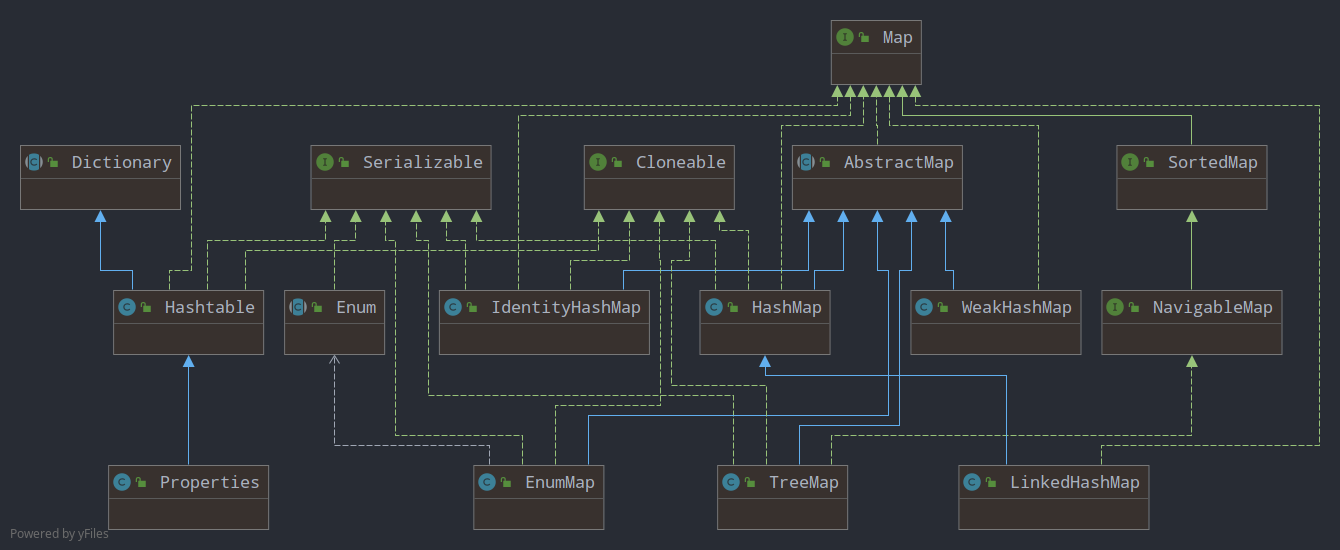 Map
Dictionary
Serializable
Cloneable
AbstractMap
SortedMap
Hashtable
Enum
IdentityHashMap
HashMap
WeakHashMap
NavigableMap
Properties
EnumMap
TreeMap
LinkedHashMap
Powered by yFiles